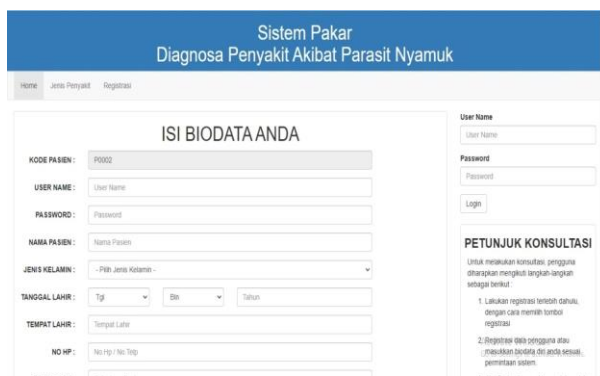 Sistem Pakar
Diagnosa Penyakit Akibat Parasit Nyamuk
Home Jenis Penyakit Registrasi
ISI BIODATA ANDA
KODE PASIEN : P0002
USER NAME : User Name
PASSWORD : Password
NAMA PASIEN : Nama Pasien
JENIS KELAMIN : - Pilih Jenis Kelamin -
TANGGAL LAHIR : Tgl Bln Tahun
TEMPAT LAHIR : Tempat Lahir
NO HP : No Hp / No Telp
User Name
User Name
Password
Password
Login
PETUNJUK KONSULTASI
Untuk melakukan konsultasi, pengguna
diharapkan mengikuti langkah-langkah
sebagai berikut :
1. Lakukan registrasi terlebih dahulu,
dengan cara memilih tombol
registrasi
2. Registrasi data pengguna atau
masukkan biodata diri anda sesuai
permintaan sistem.